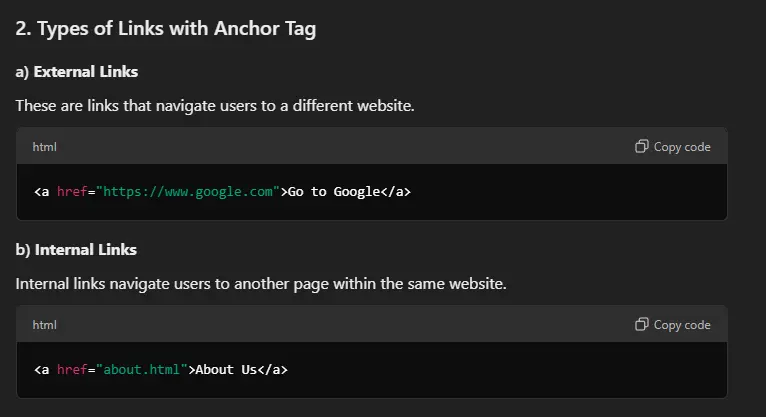 2. Types of Links with Anchor Tag
a) External Links
These are links that navigate users to a different website.
html Copy code
<a href="https://www.google.com">Go to Google</a>
b) Internal Links
Internal links navigate users to another page within the same website.
html Copy code
<a href="about.html">About Us</a>